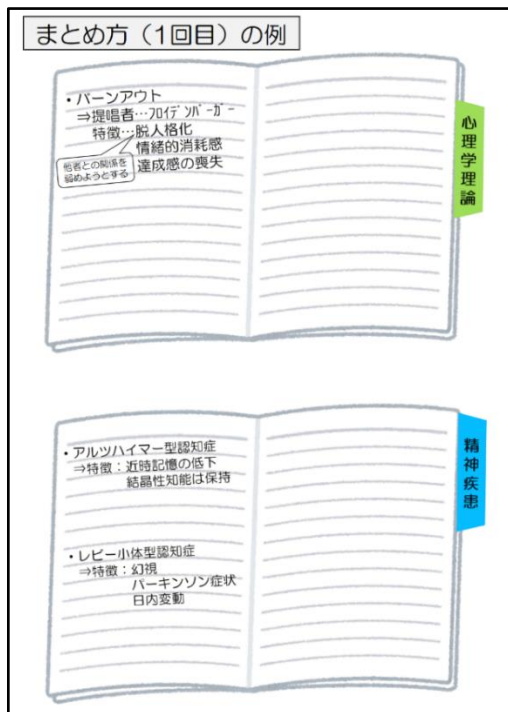 まとめ方（1回目）の例
・バーンアウト
⇒提唱者…ﾌﾛｲﾃﾞﾝﾊﾞｰｶﾞｰ
特徴…脱人格化
情緒的消耗感
達成感の喪失
他者との関係を
弱めようとする
心理学理論
・アルツハイマー型認知症
⇒特徴：近時記憶の低下
結晶性知能は保持
・レビー小体型認知症
⇒特徴：幻視
パーキンソン症状
日内変動
精神疾患